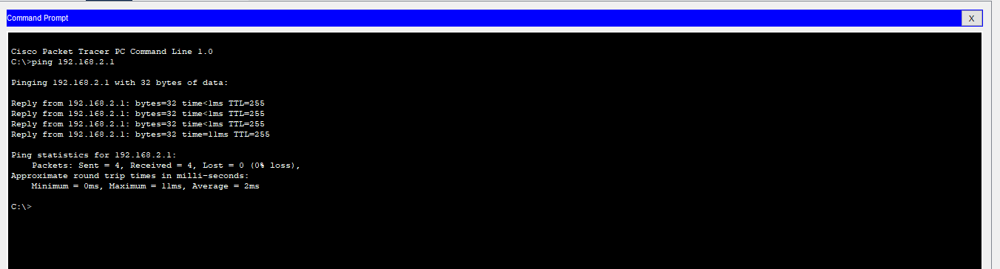 Command Prompt
X
Cisco Packet Tracer PC Command Line 1.0
C:\>ping 192.168.2.1
Pinging 192.168.2.1 with 32 bytes of data:
Reply from 192.168.2.1: bytes=32 time<1ms TTL=255
Reply from 192.168.2.1: bytes=32 time<1ms TTL=255
Reply from 192.168.2.1: bytes=32 time<1ms TTL=255
Reply from 192.168.2.1: bytes=32 time=11ms TTL=255
Ping statistics for 192.168.2.1:
Packets: Sent = 4, Received = 4, Lost = 0 (0% loss),
Approximate round trip times in milli-seconds:
Minimum = 0ms, Maximum = 11ms, Average = 2ms
C:\>